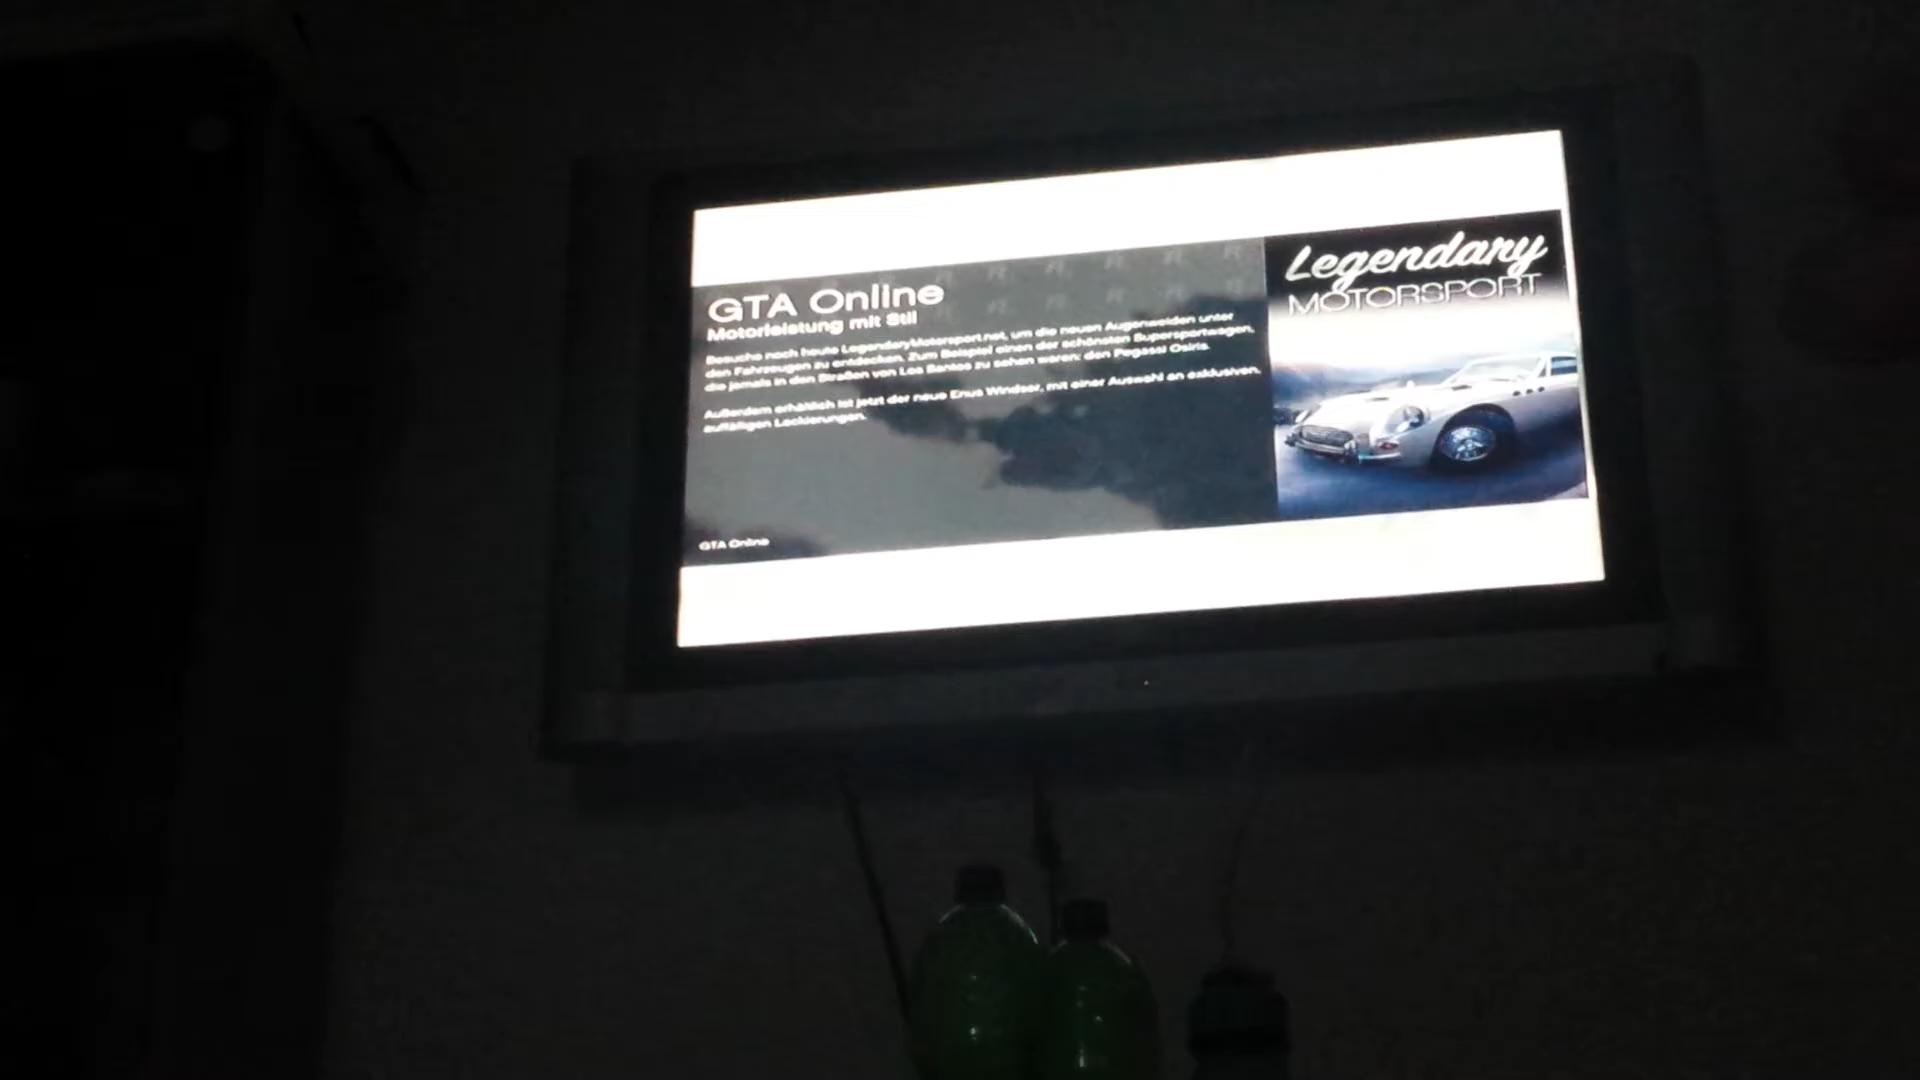 GTA Online
Motorleistung mit Stil
Besuche noch heute LegendaryMotorsport.net, um die neuen Augenweiden unter
den Fahrzeugen zu entdecken. Zum Beispiel einen der schönsten Supersportwagen,
die jemals in den Straßen von Los Santos zu sehen waren: den Pegassi Osiris.
Außerdem erhältlich ist jetzt der neue Enus Windsor, mit einer Auswahl an exklusiven,
auffälligen Lackierungen.
GTA Online
Legendary
MOTORSPORT